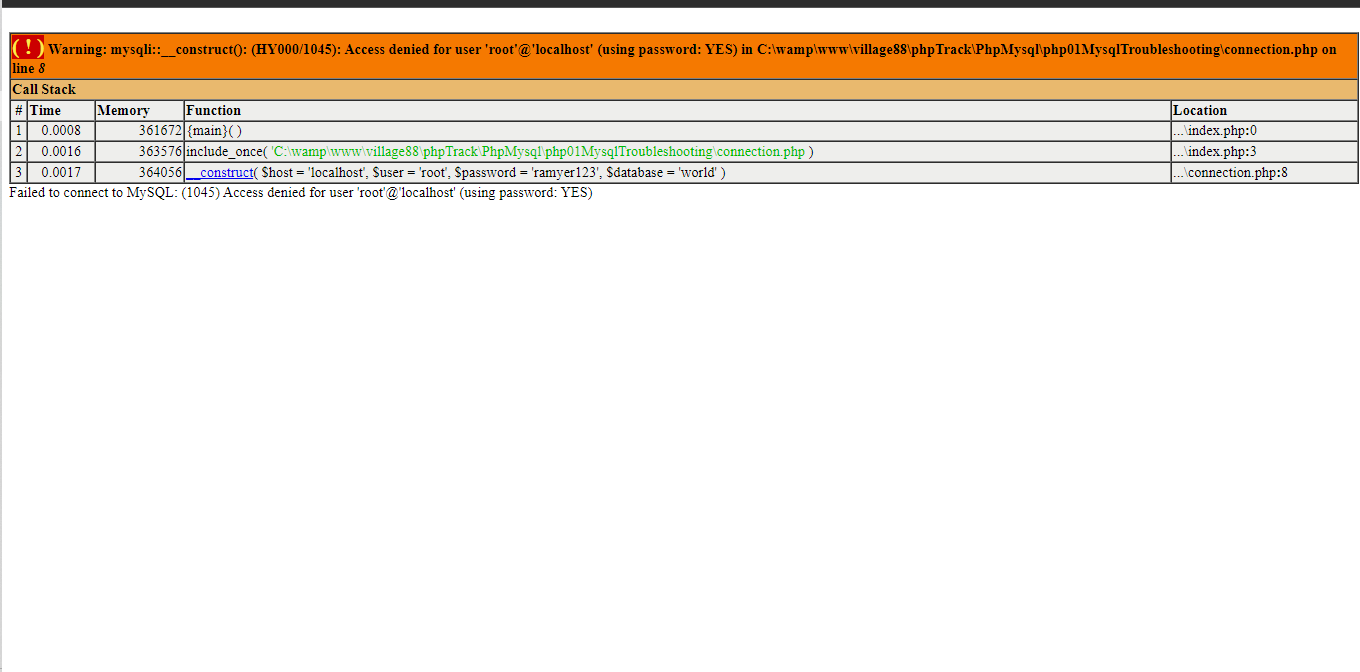 ( ! ) Warning: mysqli::__construct(): (HY000/1045): Access denied for user 'root'@'localhost' (using password: YES) in C:\wamp\www\village88\phpTrack\PhpMysql\php01MysqlTroubleshooting\connection.php on
line 8
Call Stack
# Time Memory Function Location
1 0.0008 361672 {main}( ) ...\index.php:0
2 0.0016 363576 include_once( 'C:\wamp\www\village88\phpTrack\PhpMysql\php01MysqlTroubleshooting\connection.php ) ...\index.php:3
3 0.0017 364056 __construct( $host = 'localhost', $user = 'root', $password = 'ramyer123', $database = 'world' ) ...\connection.php:8
Failed to connect to MySQL: (1045) Access denied for user 'root'@'localhost' (using password: YES)